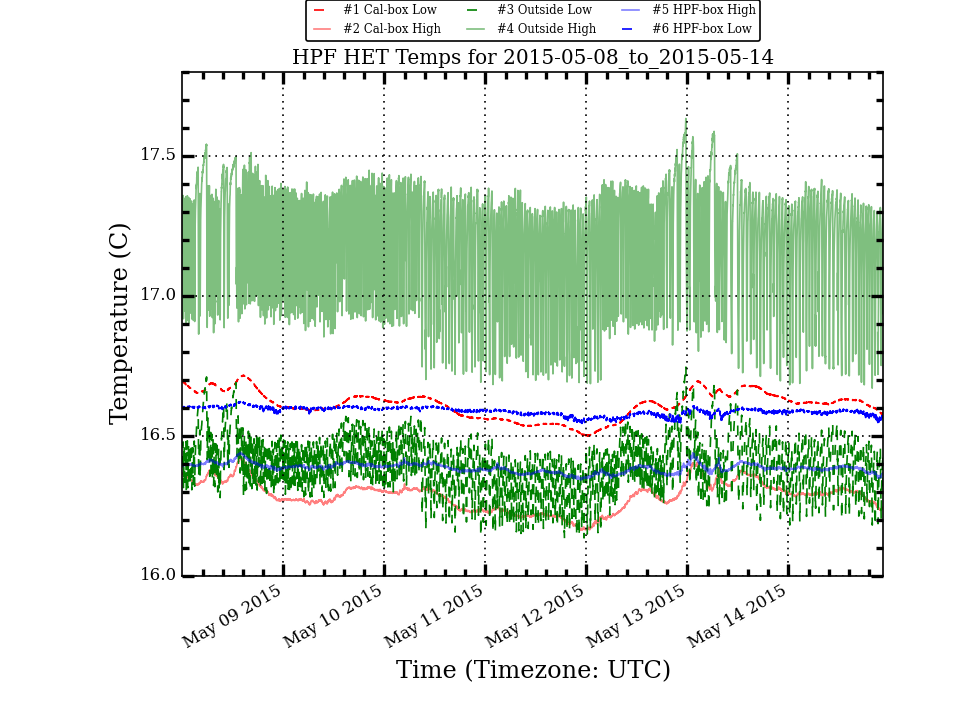 #1 Cal-box Low #3 Outside Low #5 HPF-box High
#2 Cal-box High #4 Outside High #6 HPF-box Low
HPF HET Temps for 2015-05-08_to_2015-05-14
17.5
17.0
16.5
16.0
Temperature (C)
May 09 2015 May 10 2015 May 11 2015 May 12 2015 May 13 2015 May 14 2015
Time (Timezone: UTC)